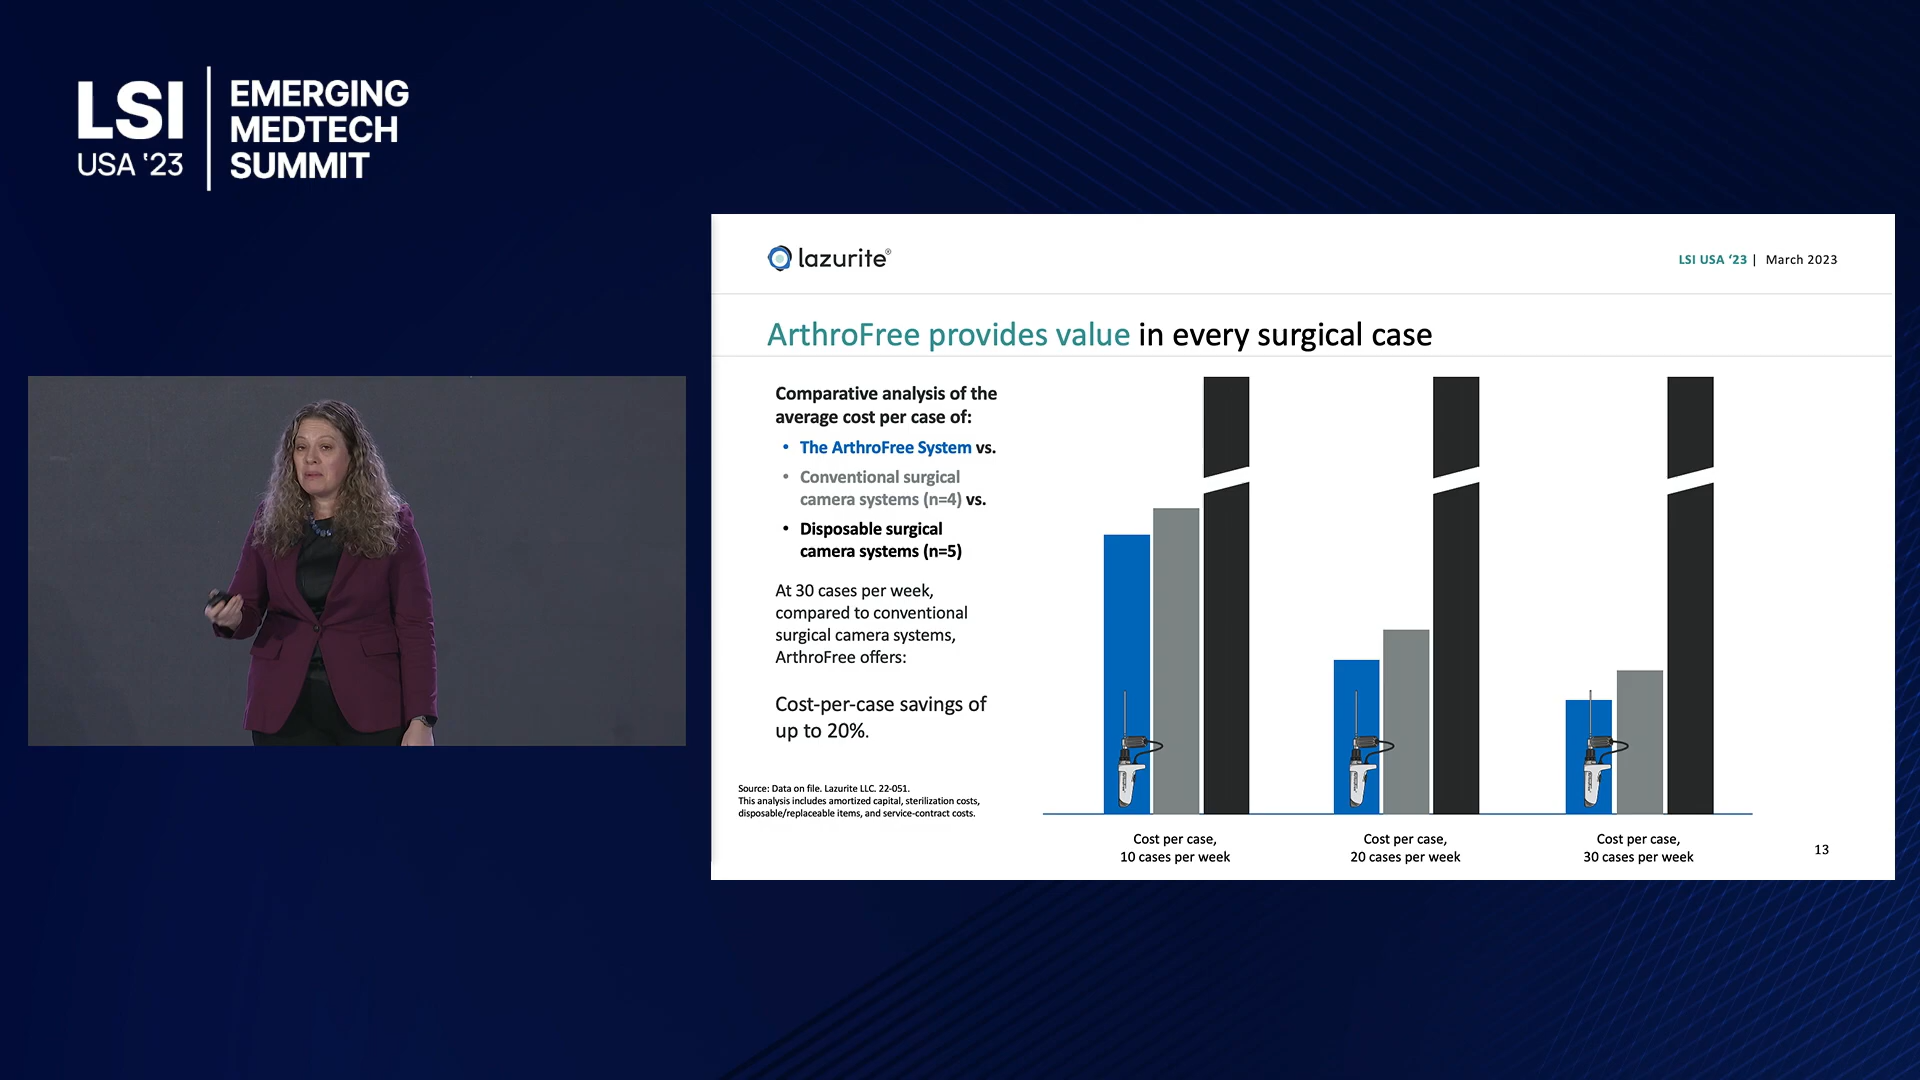 LSI
USA ‘23
EMERGING
MEDTECH
SUMMIT
lazurite®
LSI USA ‘23 | March 2023
ArthroFree provides value in every surgical case
Comparative analysis of the
average cost per case of:
• The ArthroFree System vs.
• Conventional surgical
camera systems (n=4) vs.
• Disposable surgical
camera systems (n=5)
At 30 cases per week,
compared to conventional
surgical camera systems,
ArthroFree offers:
Cost-per-case savings of
up to 20%.
Source: Data on file. Lazurite LLC. 22-051.
This analysis includes amortized capital, sterilization costs,
disposable/replaceable items, and service-contract costs.
Cost per case,
10 cases per week
Cost per case,
20 cases per week
Cost per case,
30 cases per week
13